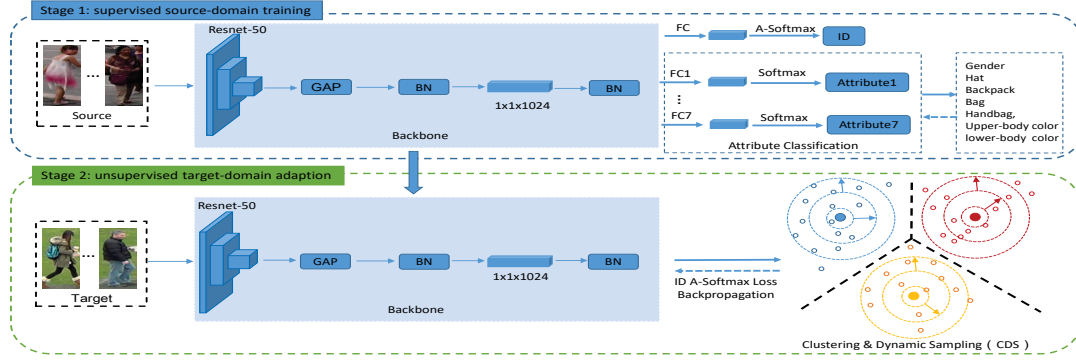 Stage 1: supervised source-domain training
Resnet-50
GAP
BN
1x1x1024
BN
Backbone
Source
FC
A-Softmax
ID
FC1
Softmax
Attribute1
⋮
FC7
Softmax
Attribute7
Attribute Classification
Gender
Hat
Backpack
Bag
Handbag,
Upper-body color
lower-body color
Stage 2: unsupervised target-domain adaption
Resnet-50
GAP
BN
1x1x1024
BN
Backbone
Target
ID A-Softmax Loss
Backpropagation
Clustering & Dynamic Sampling ( CDS )